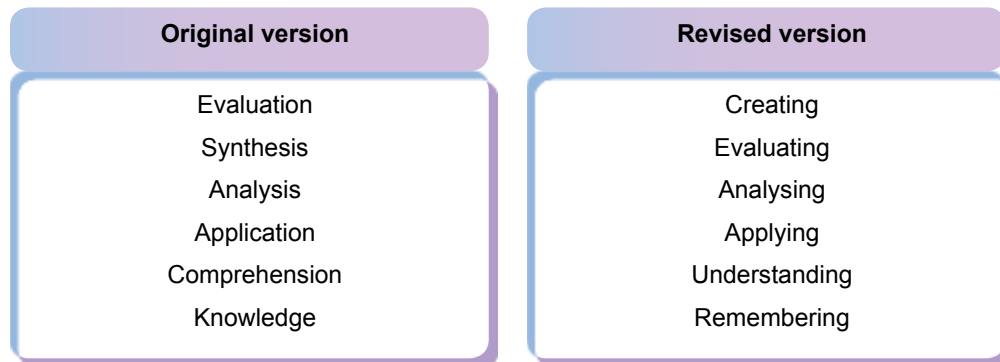 Original version
Evaluation
Synthesis
Analysis
Application
Comprehension
Knowledge
Revised version
Creating
Evaluating
Analysing
Applying
Understanding
Remembering